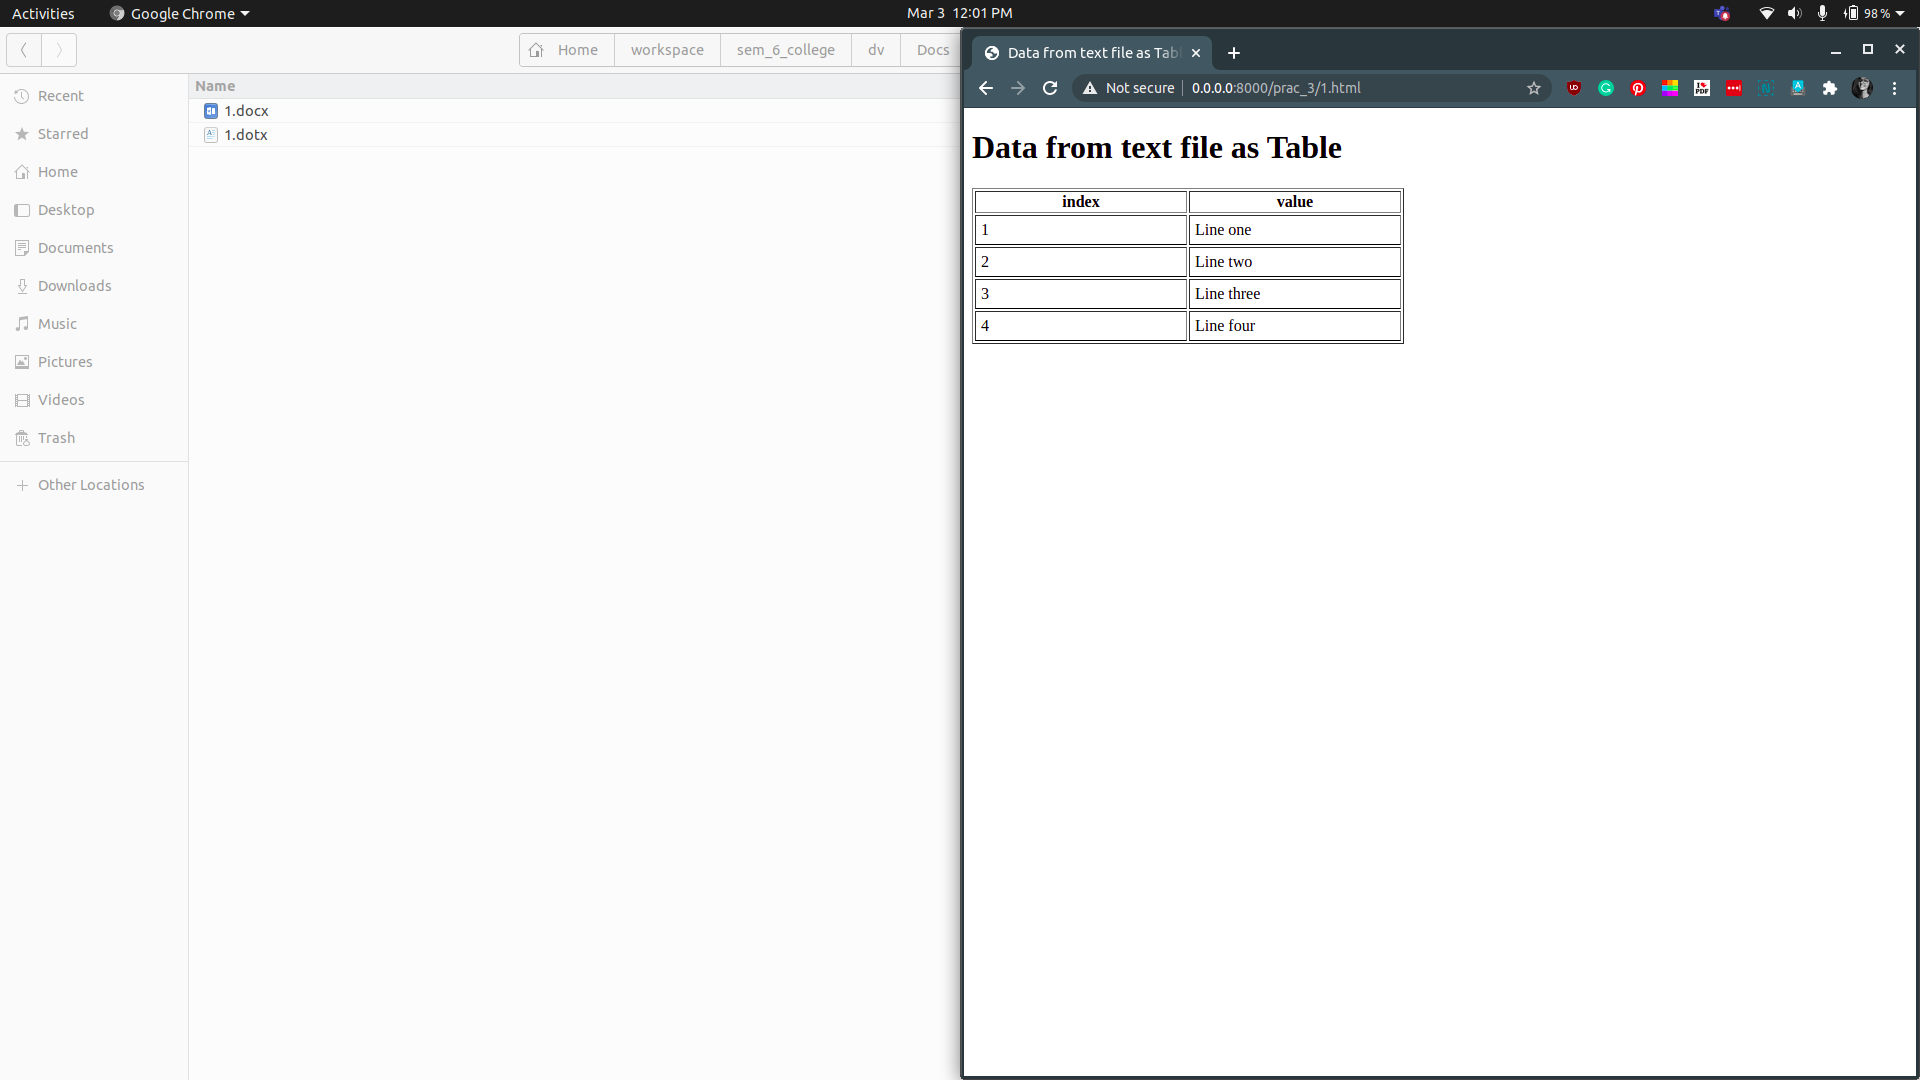 Activities Google Chrome Mar 3 12:01 PM 98 %
Home workspace sem_6_college dv Docs
Name
Recent
Starred
Home
Desktop
Documents
Downloads
Music
Pictures
Videos
Trash
Other Locations
1.docx
1.dotx
Data from text file as Tabl
Not secure 0.0.0.0:8000/prac_3/1.html
Data from text file as Table
index value
1 Line one
2 Line two
3 Line three
4 Line four